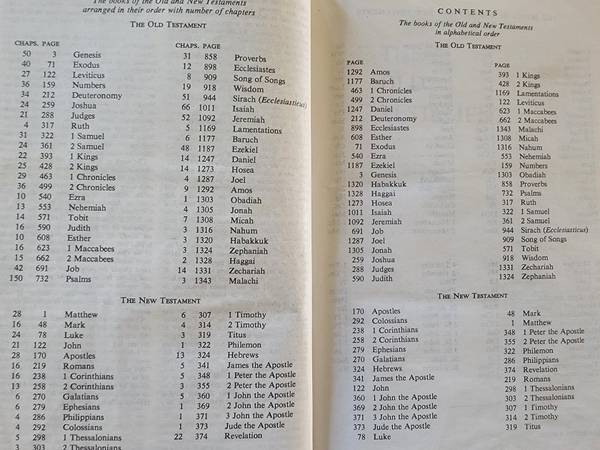 The books of the Old and New Testaments
arranged in their order with number of chapters
THE OLD TESTAMENT
CHAPS. PAGE
50 3 Genesis
40 71 Exodus
27 122 Leviticus
36 159 Numbers
34 212 Deuteronomy
24 259 Joshua
21 288 Judges
4 317 Ruth
31 322 1 Samuel
24 361 2 Samuel
22 393 1 Kings
25 428 2 Kings
29 463 1 Chronicles
36 499 2 Chronicles
10 540 Ezra
13 553 Nehemiah
14 571 Tobit
16 590 Judith
10 608 Esther
16 623 1 Maccabees
15 662 2 Maccabees
42 691 Job
150 732 Psalms
CHAPS. PAGE
31 858 Proverbs
12 898 Ecclesiastes
8 909 Song of Songs
19 918 Wisdom
51 944 Sirach (Ecclesiasticus)
66 1011 Isaiah
52 1092 Jeremiah
5 1169 Lamentations
6 1177 Baruch
48 1187 Ezekiel
14 1247 Daniel
14 1273 Hosea
4 1287 Joel
9 1292 Amos
1 1303 Obadiah
4 1305 Jonah
7 1308 Micah
3 1316 Nahum
3 1320 Habakkuk
3 1324 Zephaniah
2 1328 Haggai
14 1331 Zechariah
3 1343 Malachi
THE NEW TESTAMENT
28 1 Matthew
16 48 Mark
24 78 Luke
21 122 John
28 170 Apostles
16 219 Romans
16 238 1 Corinthians
13 258 2 Corinthians
6 270 Galatians
6 279 Ephesians
4 286 Philippians
4 292 Colossians
5 298 1 Thessalonians
3 303 2 Thessalonians
6 307 1 Timothy
4 314 2 Timothy
3 319 Titus
1 322 Philemon
13 324 Hebrews
5 341 James the Apostle
5 348 1 Peter the Apostle
3 355 2 Peter the Apostle
5 360 1 John the Apostle
1 369 2 John the Apostle
1 371 3 John the Apostle
1 373 Jude the Apostle
22 374 Revelation
CONTENTS
The books of the Old and New Testaments
in alphabetical order
THE OLD TESTAMENT
PAGE
1292 Amos
1177 Baruch
463 1 Chronicles
499 2 Chronicles
1247 Daniel
212 Deuteronomy
898 Ecclesiastes
608 Esther
71 Exodus
540 Ezra
1187 Ezekiel
3 Genesis
1320 Habakkuk
1328 Haggai
1273 Hosea
1011 Isaiah
1092 Jeremiah
691 Job
1287 Joel
1305 Jonah
259 Joshua
288 Judges
590 Judith
PAGE
393 1 Kings
428 2 Kings
1169 Lamentations
122 Leviticus
623 1 Maccabees
662 2 Maccabees
1343 Malachi
1308 Micah
1316 Nahum
553 Nehemiah
159 Numbers
1303 Obadiah
858 Proverbs
732 Psalms
317 Ruth
322 1 Samuel
361 2 Samuel
944 Sirach (Ecclesiastics)
909 Song of Songs
571 Tobit
918 Wisdom
1331 Zechariah
1324 Zephaniah
THE NEW TESTAMENT
170 Apostles
292 Colossians
238 1 Corinthians
258 2 Corinthians
279 Ephesians
270 Galatians
324 Hebrews
341 James the Apostle
122 John
360 1 John the Apostle
369 2 John the Apostle
371 3 John the Apostle
373 Jude the Apostle
78 Luke
48 Mark
1 Matthew
348 1 Peter the Apostle
355 2 Peter the Apostle
322 Philemon
286 Philippians
374 Revelation
219 Romans
298 1 Thessalonians
303 2 Thessalonians
307 1 Timothy
314 2 Timothy
319 Titus